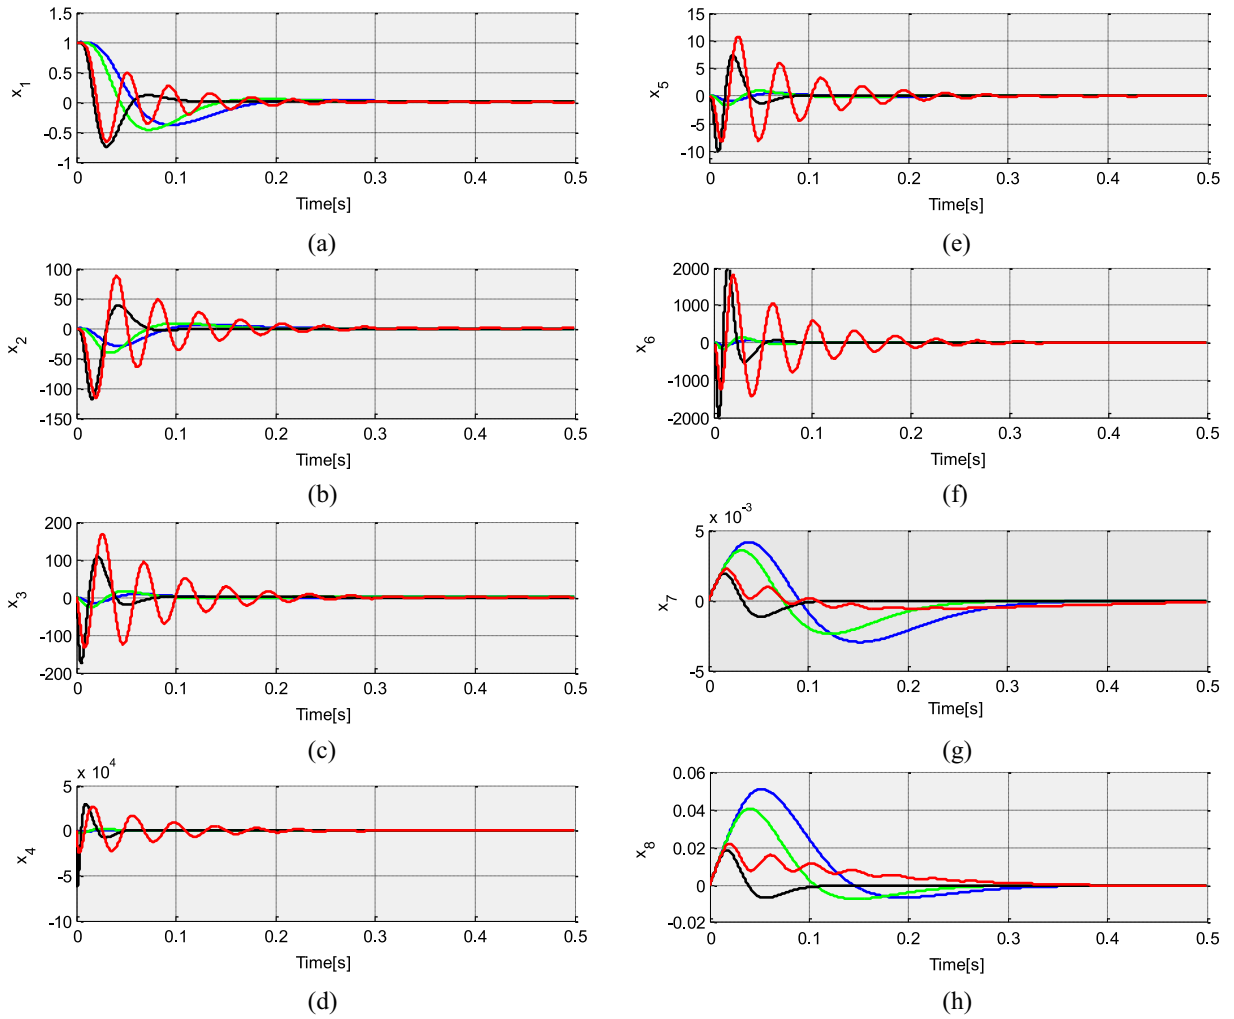 1.5
1
0.5
0
-0.5
-1
x1
0 0.1 0.2 0.3 0.4 0.5
Time[s]
(a)
100
50
0
-50
-100
-150
x2
0 0.1 0.2 0.3 0.4 0.5
Time[s]
(b)
200
100
0
-100
-200
x3
0 0.1 0.2 0.3 0.4 0.5
Time[s]
(c)
x 10^4
5
0
-5
-10
x4
0 0.1 0.2 0.3 0.4 0.5
Time[s]
(d)
15
10
5
0
-5
-10
x5
0 0.1 0.2 0.3 0.4 0.5
Time[s]
(e)
2000
1000
0
-1000
-2000
x6
0 0.1 0.2 0.3 0.4 0.5
Time[s]
(f)
x 10^-3
5
0
-5
x7
0 0.1 0.2 0.3 0.4 0.5
Time[s]
(g)
0.06
0.04
0.02
0
-0.02
x8
0 0.1 0.2 0.3 0.4 0.5
Time[s]
(h)